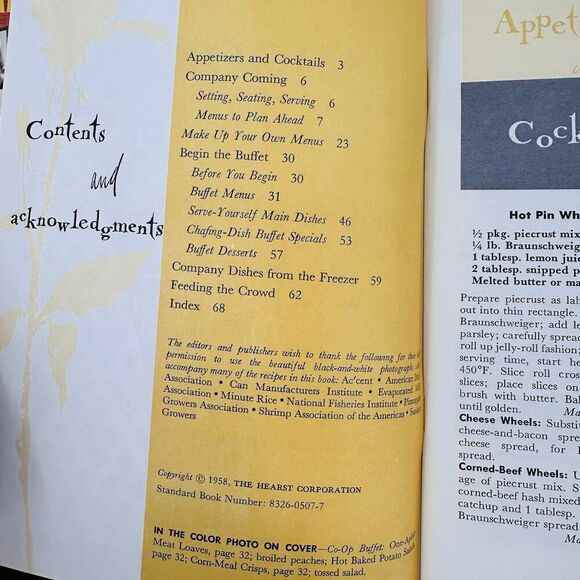 Contents
and
acknowledgments
Appetizers and Cocktails 3
Company Coming 6
Setting, Seating, Serving 6
Menus to Plan Ahead 7
Make Up Your Own Menus 23
Begin the Buffet 30
Before You Begin 30
Buffet Menus 31
Serve-Yourself Main Dishes 46
Chafing-Dish Buffet Specials 53
Buffet Desserts 57
Company Dishes from the Freezer 59
Feeding the Crowd 62
Index 68
The editors and publishers wish to thank the following for their
permission to use the beautiful black-and-white photographs
accompany many of the recipes in this book: Ac'cent • American
Association • Can Manufacturers Institute • Evaporated
Association • Minute Rice • National Fisheries Institute •
Growers Association • Shrimp Association of the Americas •
Growers
Copyright © 1958, THE HEARST CORPORATION
Standard Book Number: 8326-0507-7
IN THE COLOR PHOTO ON COVER—Co-Op Buffet:
Meat Loaves, page 32; broiled peaches; Hot Baked Potato
page 32; Corn-Meal Crisps, page 32; tossed salad.
Appet
Cock
Hot Pin Wh
½ pkg. piecrust mix
¼ lb. Braunschweige
1 tablesp. lemon juic
2 tablesp. snipped p
Melted butter or ma
Prepare piecrust as lab
out into thin rectangle.
Braunschweiger; add le
parsley; carefully spread
roll up jelly-roll fashion
serving time, start he
450°F. Slice roll cros
slices; place slices on
brush with butter. Bak
until golden.
Ma
Cheese Wheels: Substitu
cheese-and-bacon spre
cheese spread, for
spread.
Corned-Beef Wheels: U
age of piecrust mix. S
corned-beef hash mixed
catchup and 1 tablesp.
Braunschweiger spread
Ma